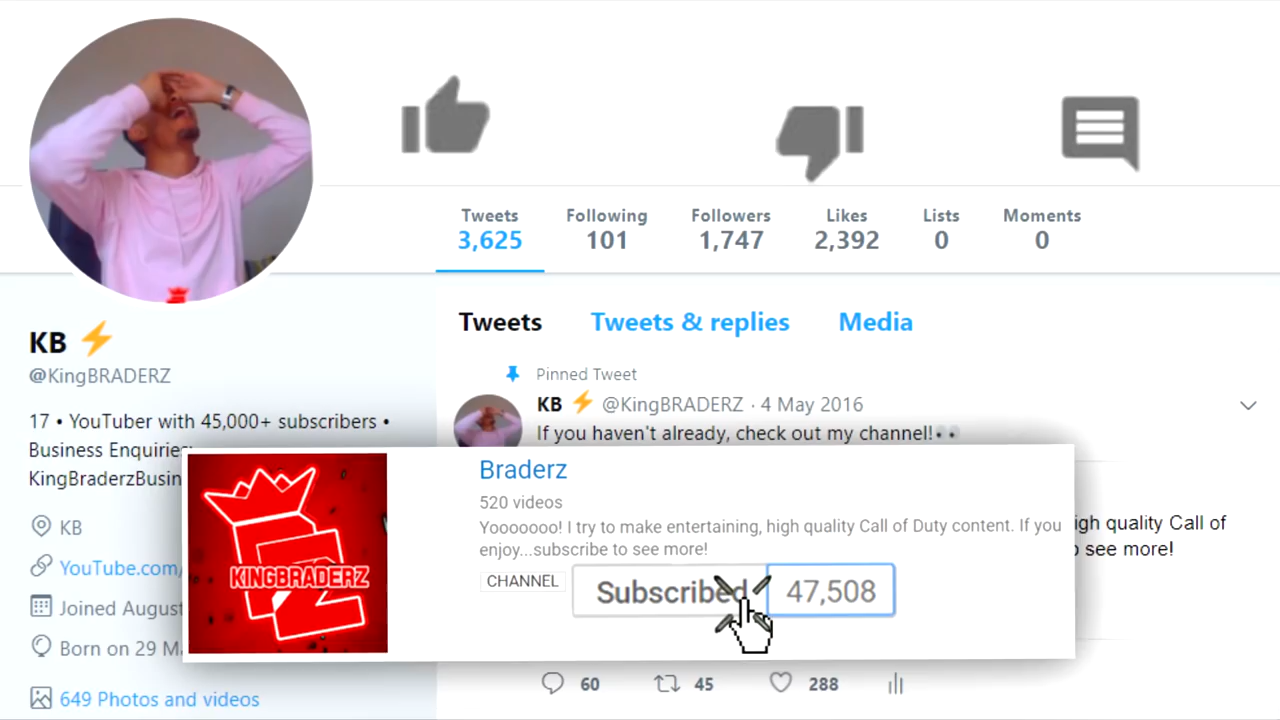 Tweets Following Followers Likes Lists Moments
3,625 101 1,747 2,392 0 0
Tweets Tweets & replies Media
KB
@KingBRADERZ
17 • YouTuber with 45,000+ subscribers •
Business Enquiries:
KingBraderzBusin
KB
YouTube.com/
Joined August
Born on 29 M
649 Photos and videos
Pinned Tweet
KB @KingBRADERZ · 4 May 2016
If you haven't already, check out my channel!
KINGBRADERZ
Braderz
520 videos
Yooooooo! I try to make entertaining, high quality Call of Duty content. If you
enjoy...subscribe to see more!
CHANNEL
Subscribed 47,508
igh quality Call of
see more!
60 45 288